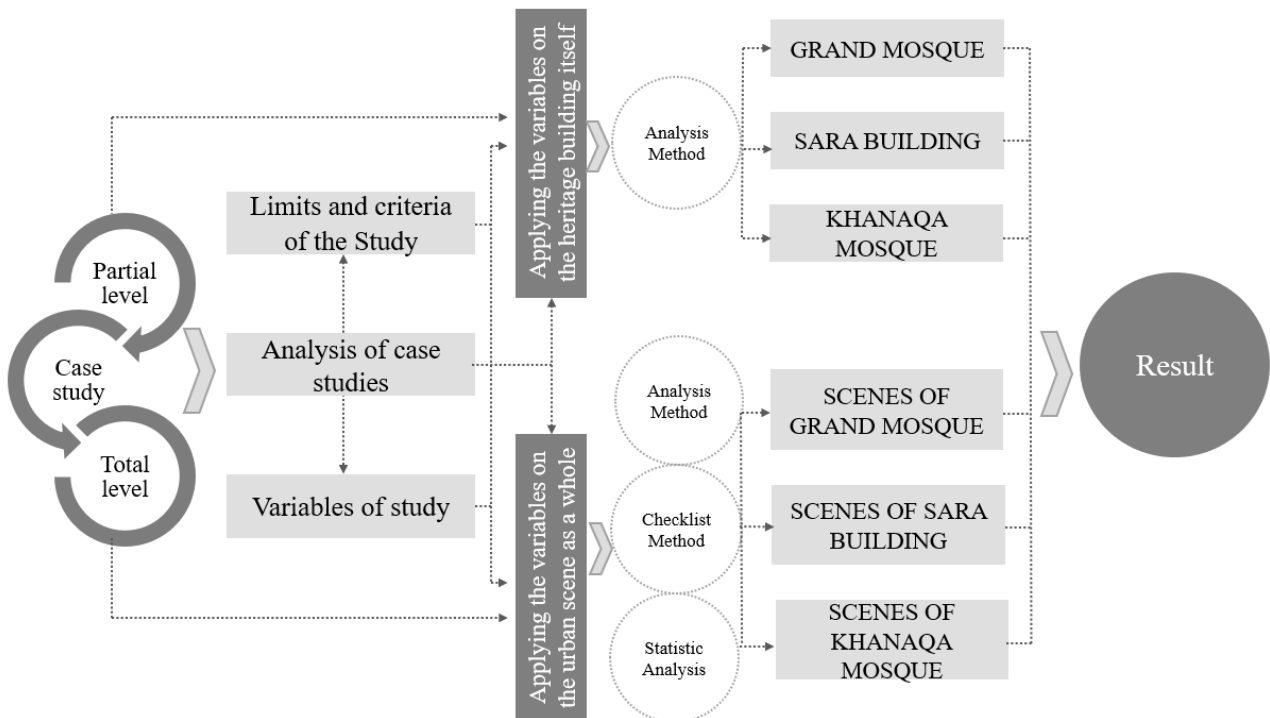 Partial
level
Case
study
Total
level
Limits and criteria
of the Study
Analysis of case
studies
Variables of study
Applying the variables on
the heritage building itself
Applying the variables on
the urban scene as a whole
Analysis
Method
Analysis
Method
Checklist
Method
Statistic
Analysis
GRAND MOSQUE
SARA BUILDING
KHANAQA
MOSQUE
SCENES OF
GRAND MOSQUE
SCENES OF SARA
BUILDING
SCENES OF
KHANAQA
MOSQUE
Result